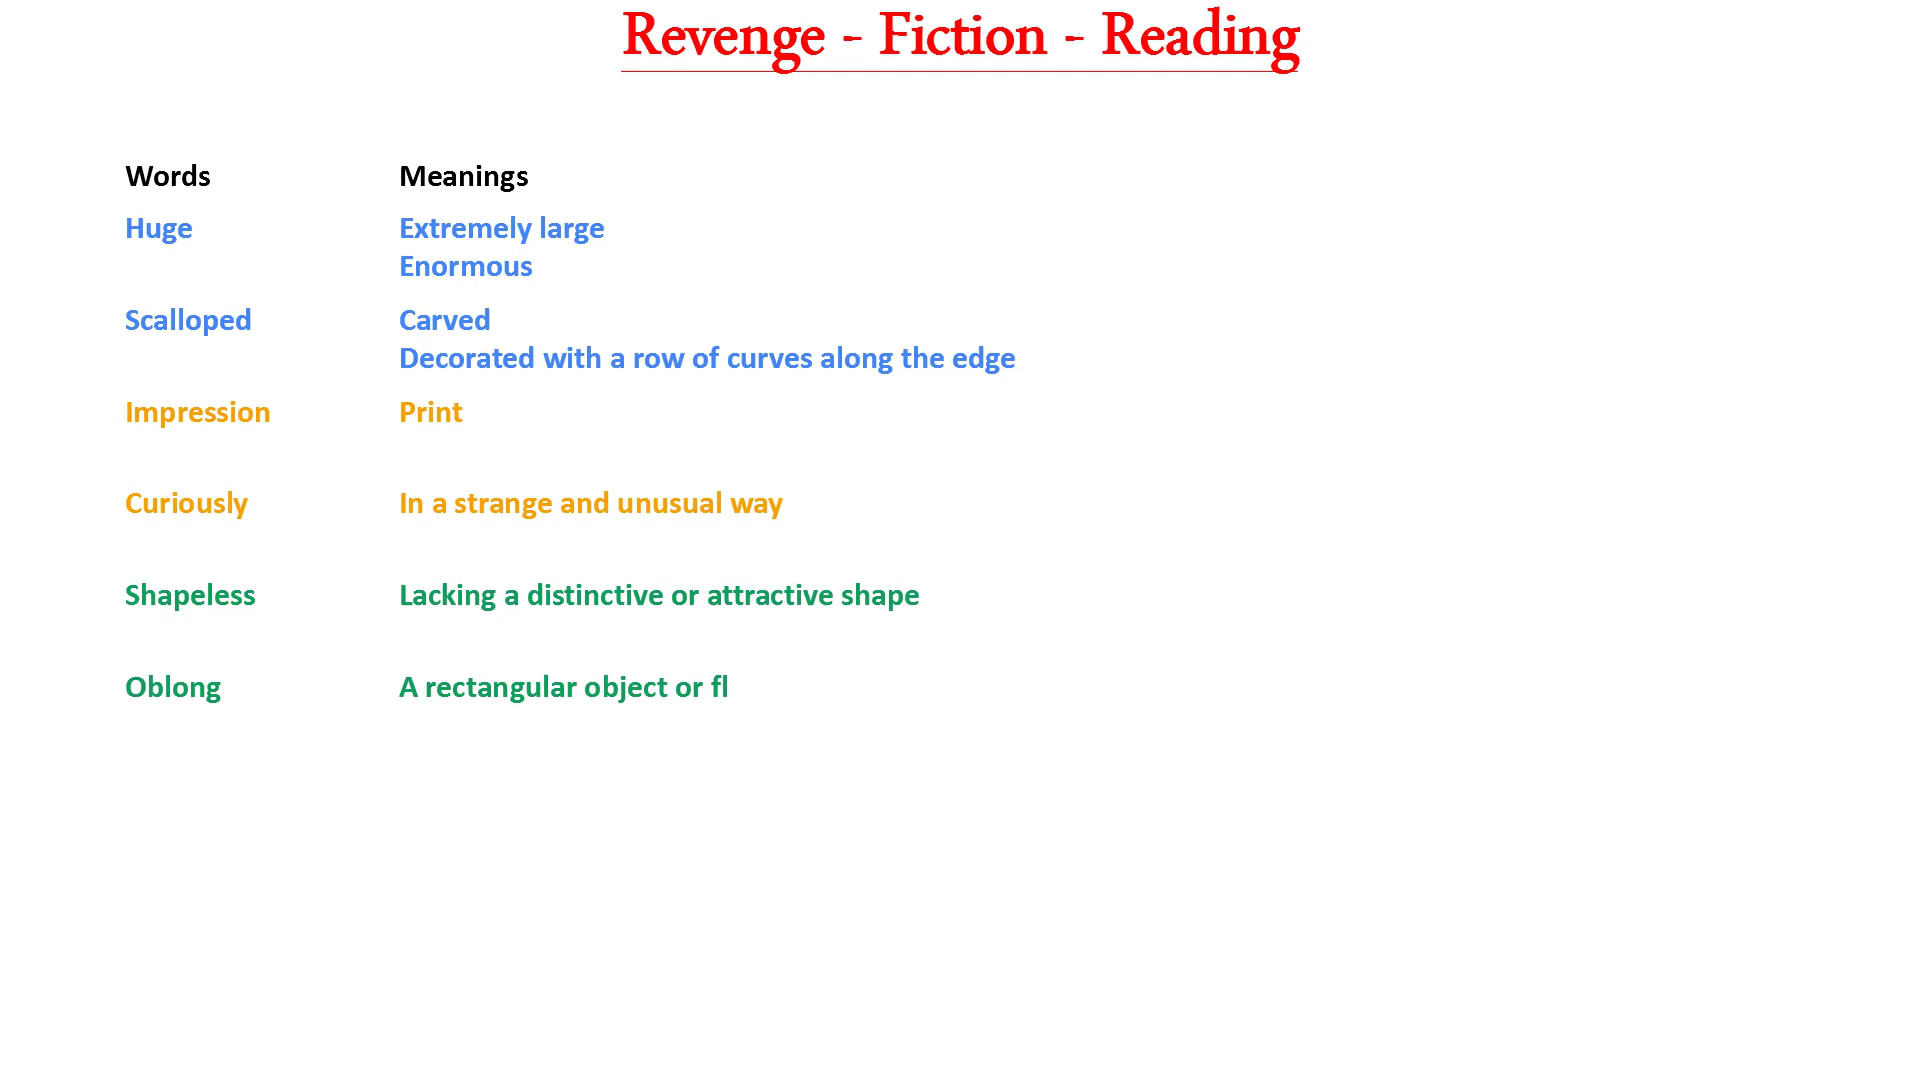 Revenge - Fiction - Reading
Words Meanings
Huge Extremely large
Enormous
Scalloped Carved
Decorated with a row of curves along the edge
Impression Print
Curiously In a strange and unusual way
Shapeless Lacking a distinctive or attractive shape
Oblong A rectangular object or fl